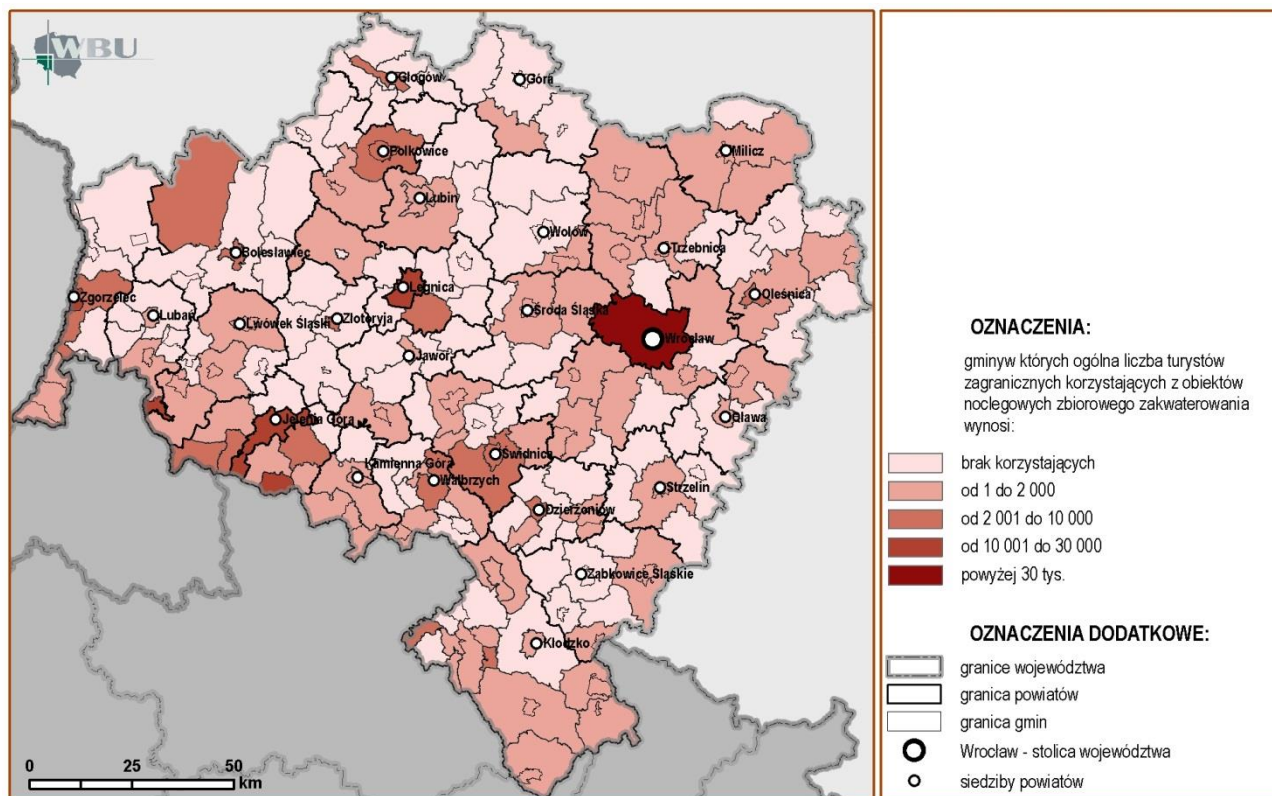 WBU
Głogów
Góra
Polkowice
Milicz
Lubin
Wołów
Trzebnica
Bolesławiec
Legnica
Oleśnica
Zgorzelec
Lubań
Lwówek Śląski
Złotoryja
Środa Śląska
Wrocław
Jawor
Oława
Jelenia Góra
Kamienna Góra
Świdnica
Wałbrzych
Strzelin
Dzierżoniów
Ząbkowice Śląskie
Kłodzko
0 25 50
km
OZNACZENIA:
gminyw których ogólna liczba turystów
zagranicznych korzystających z obiektów
noclegowych zbiorowego zakwaterowania
wynosi:
brak korzystających
od 1 do 2 000
od 2 001 do 10 000
od 10 001 do 30 000
powyżej 30 tys.
OZNACZENIA DODATKOWE:
granice województwa
granica powiatów
granica gmin
Wrocław - stolica województwa
siedziby powiatów